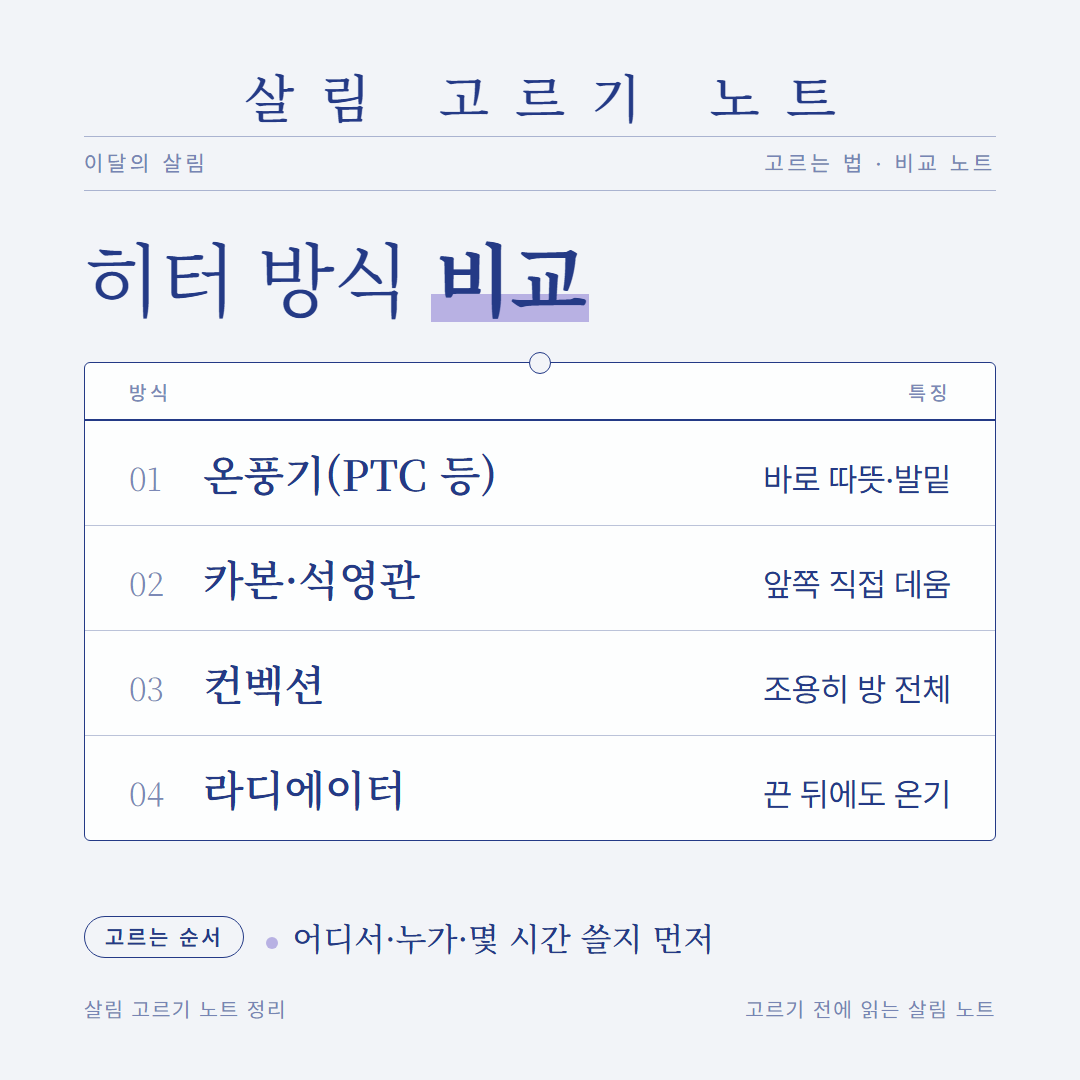 살림 고르기 노트
이달의 살림
고르는 법 · 비교 노트
히터 방식 비교
방식
특징
01 온풍기(PTC 등) 바로 따뜻·발밑
02 카본·석영관 앞쪽 직접 데움
03 컨벡션 조용히 방 전체
04 라디에이터 끈 뒤에도 온기
고르는 순서
어디서·누가·몇 시간 쓸지 먼저
살림 고르기 노트 정리
고르기 전에 읽는 살림 노트